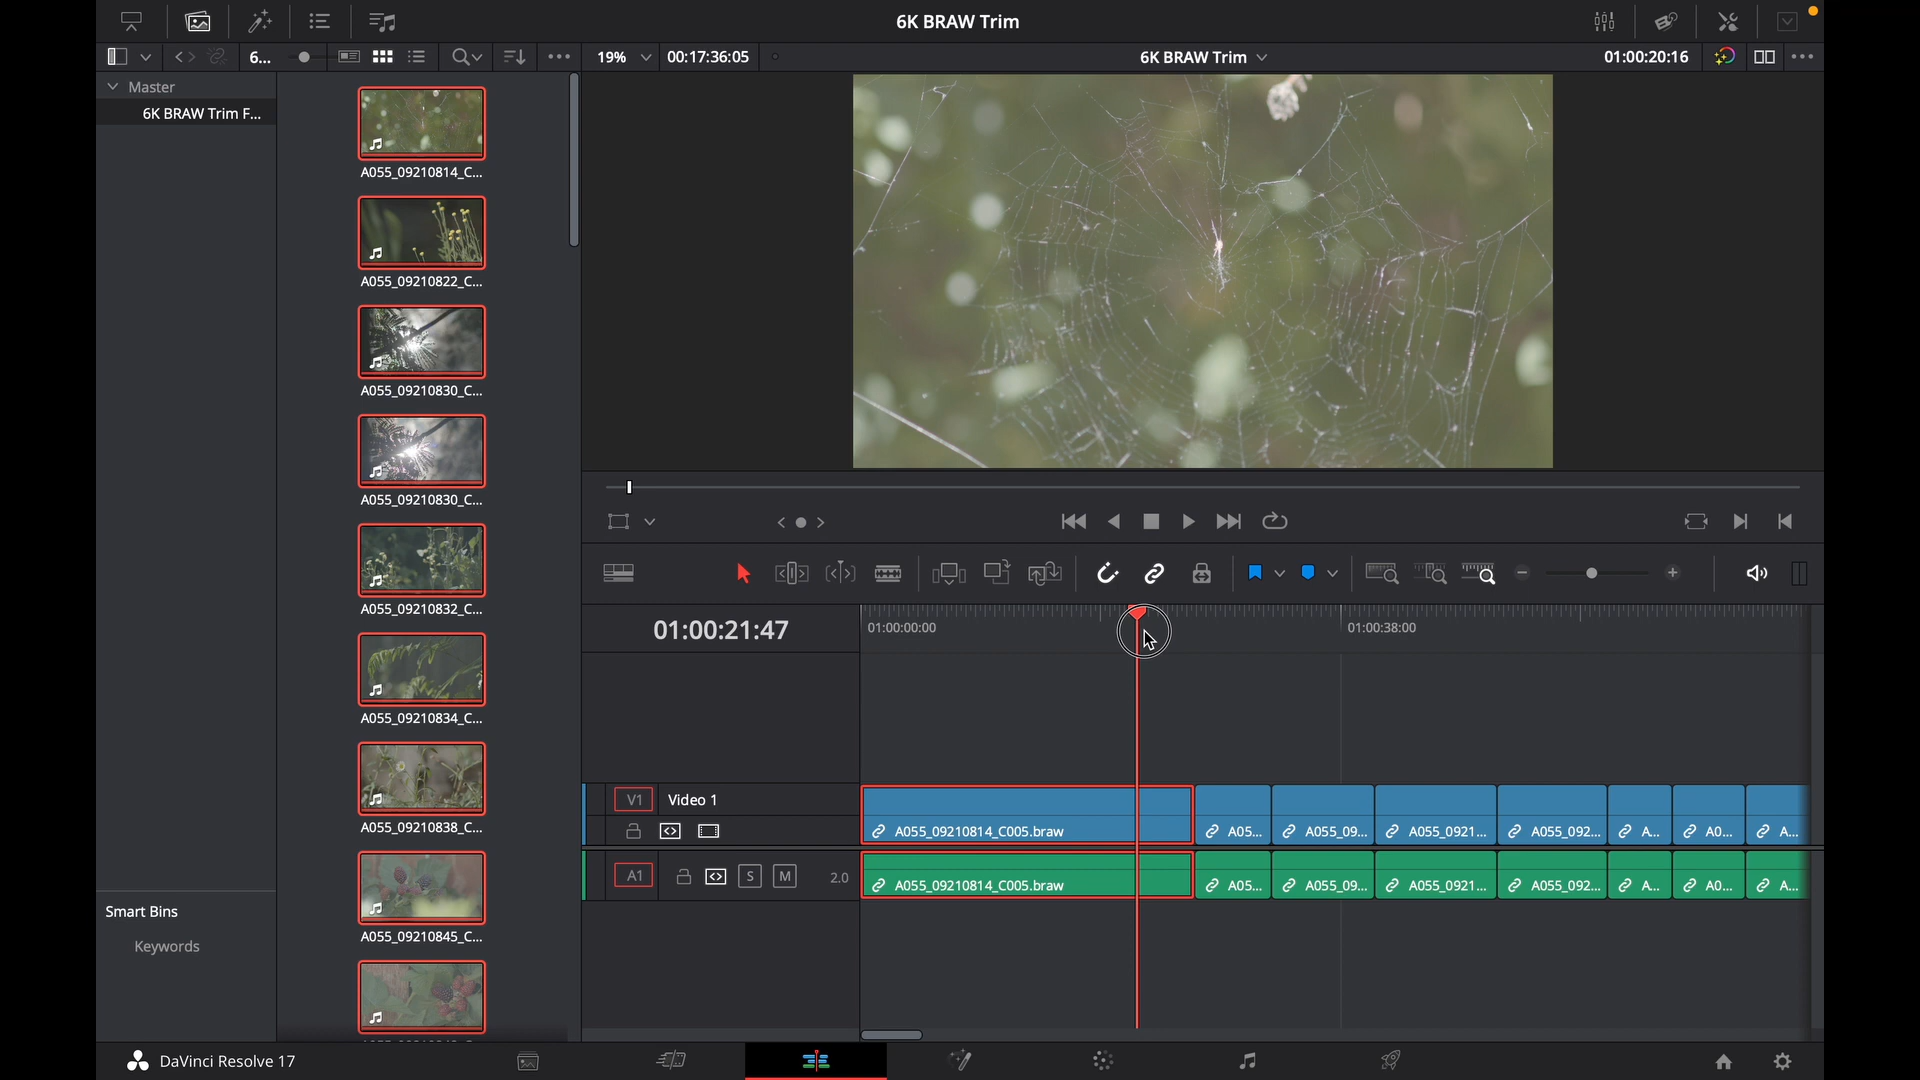 6K BRAW Trim
6...
19%
00:17:36:05
6K BRAW Trim
01:00:20:16
Master
6K BRAW Trim F...
A055_09210814_C...
A055_09210822_C...
A055_09210830_C...
A055_09210830_C...
A055_09210832_C...
A055_09210834_C...
A055_09210838_C...
A055_09210845_C...
Smart Bins
Keywords
01:00:21:47
01:00:00:00
01:00:38:00
V1
Video 1
A055_09210814_C005.braw
A05...
A055_09...
A055_0921...
A055_092...
A...
A0...
A...
A1
S
M
2.0
A055_09210814_C005.braw
A05...
A055_09...
A055_0921...
A055_092...
A...
A0...
A...
DaVinci Resolve 17